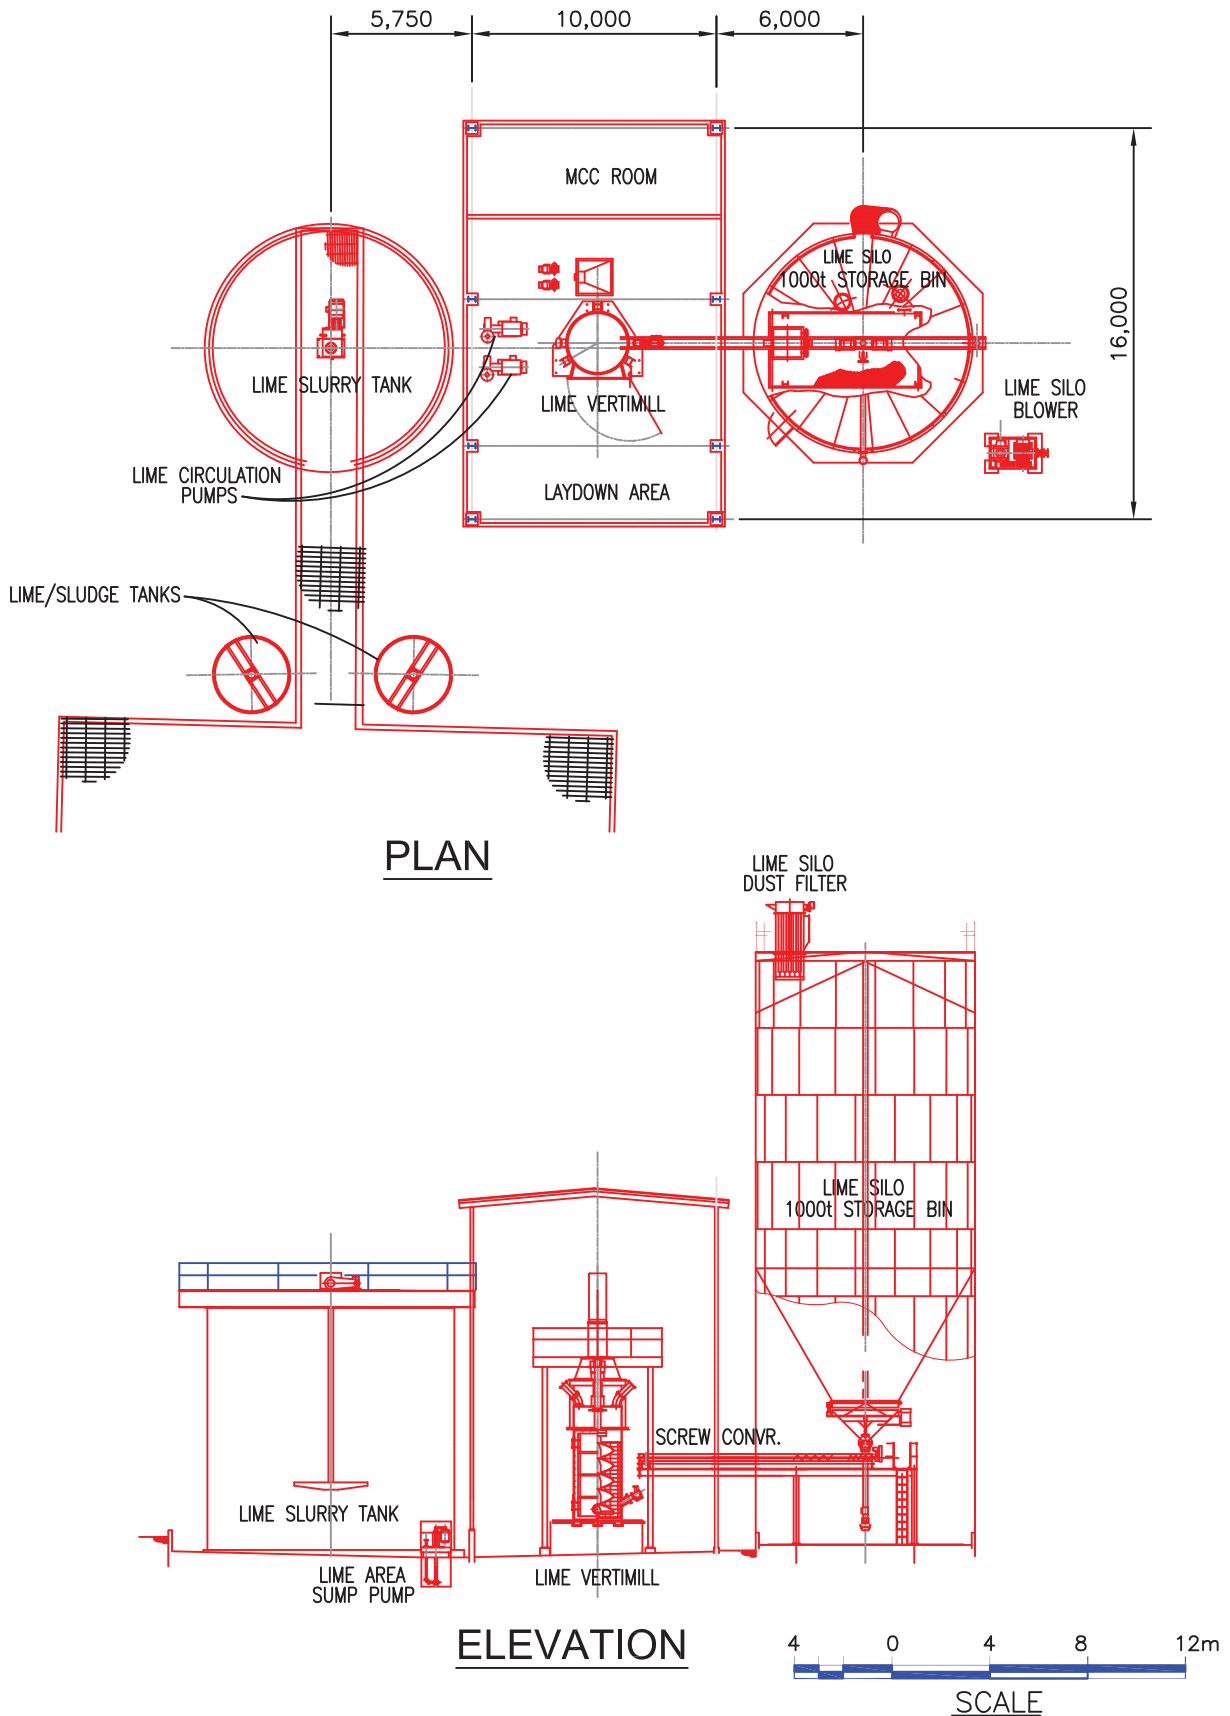 5,750
10,000
6,000
MCC ROOM
LIME SILO
1000t STORAGE BIN
16,000
LIME SLURRY TANK
LIME VERTIMILL
LIME SILO
BLOWER
LIME CIRCULATION
PUMPS
LAYDOWN AREA
LIME/SLUDGE TANKS
PLAN
LIME SILO
DUST FILTER
LIME SILO
1000t STORAGE BIN
SCREW CONVR.
LIME SLURRY TANK
LIME AREA
SUMP PUMP
LIME VERTIMILL
ELEVATION
4 0 4 8 12m
SCALE